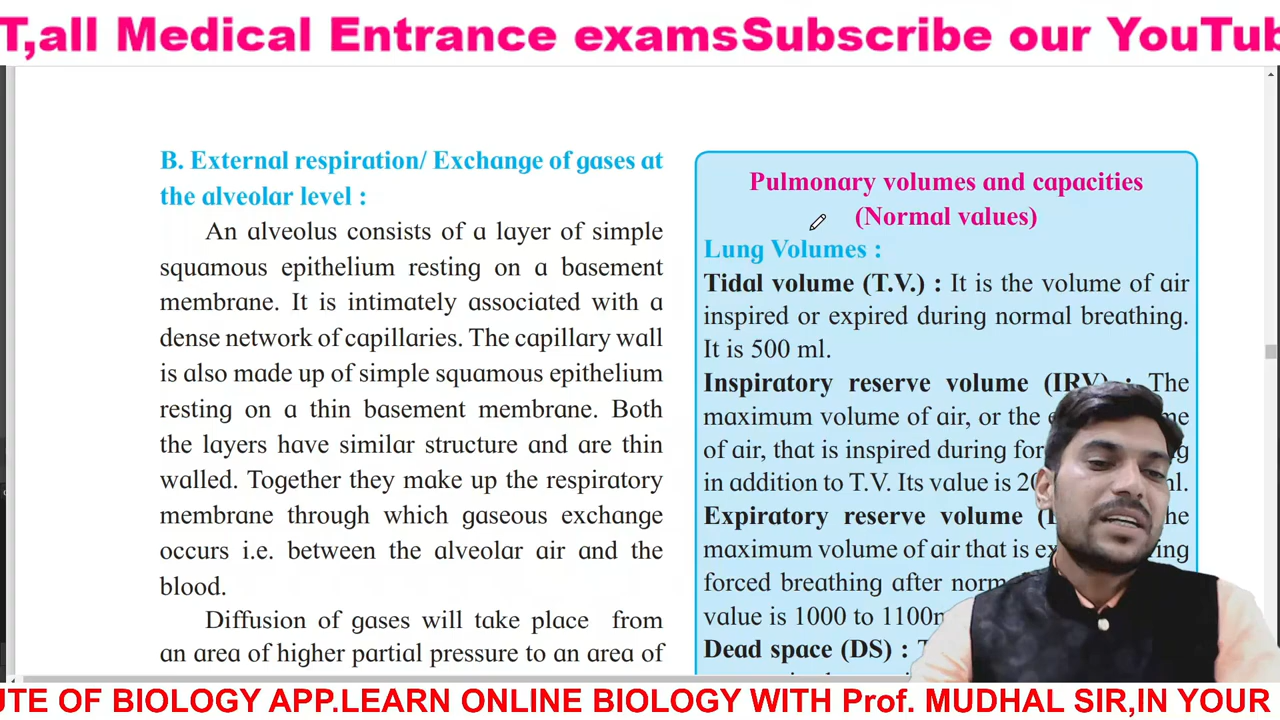 T,all Medical Entrance examsSubscribe our YouTub
B. External respiration/ Exchange of gases at
the alveolar level :
An alveolus consists of a layer of simple
squamous epithelium resting on a basement
membrane. It is intimately associated with a
dense network of capillaries. The capillary wall
is also made up of simple squamous epithelium
resting on a thin basement membrane. Both
the layers have similar structure and are thin
walled. Together they make up the respiratory
membrane through which gaseous exchange
occurs i.e. between the alveolar air and the
blood.
Diffusion of gases will take place from
an area of higher partial pressure to an area of
Pulmonary volumes and capacities
(Normal values)
Lung Volumes :
Tidal volume (T.V.) : It is the volume of air
inspired or expired during normal breathing.
It is 500 ml.
Inspiratory reserve volume (IRV) : The
maximum volume of air, or the
of air, that is inspired during
in addition to T.V. Its value is ml.
Expiratory reserve volume
maximum volume of air that is
forced breathing after
value is 1000 to
Dead space (DS) :
UTE OF BIOLOGY APP.LEARN ONLINE BIOLOGY WITH Prof. MUDHAL SIR,IN YOUR